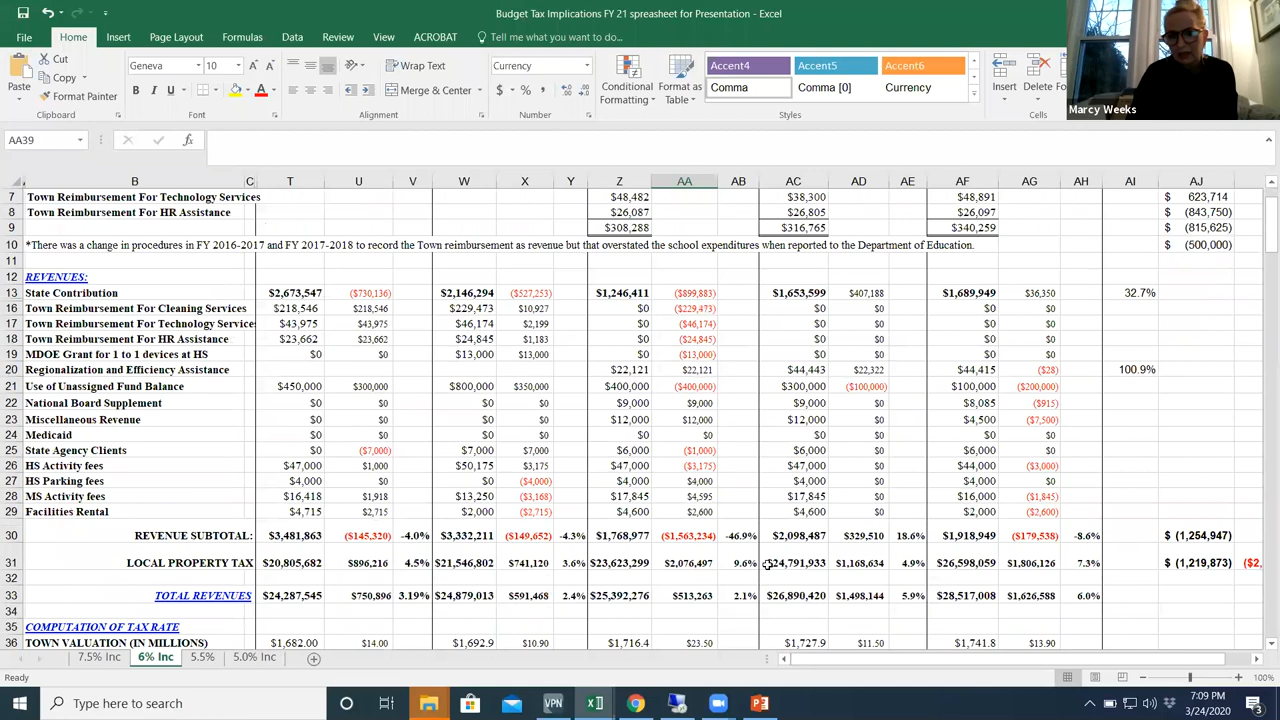 Budget Tax Implications FY 21 spreadsheet for Presentation - Excel
File Home Insert Page Layout Formulas Data Review View ACROBAT Tell me what you want to do...
Cut Copy Format Painter Paste Clipboard
Geneva 10 B I U Font
Wrap Text Merge & Center Alignment
Currency $ % , Number
Conditional Formatting Format as Table
Accent4 Accent5 Accent6
Comma Comma [0] Currency
Styles
Insert Delete Fo
Cells
Marcy Weeks
AA39 fx
B C T U V W X Y Z AA AB AC AD AE AF AG AH AI AJ
7 Town Reimbursement For Technology Services $48,482 $38,300 $48,891 $ 623,714
8 Town Reimbursement For HR Assistance $26,087 $26,805 $26,097 $ (843,750)
9 $308,288 $316,765 $340,259 $ (815,625)
10 *There was a change in procedures in FY 2016-2017 and FY 2017-2018 to record the Town reimbursement as revenue but that overstated the school expenditures when reported to the Department of Education. $ (500,000)
11
12 REVENUES:
13 State Contribution $2,673,547 ($730,136) $2,146,294 ($527,253) $1,246,411 ($899,883) $1,653,599 $407,188 $1,689,949 $36,350 32.7%
16 Town Reimbursement For Cleaning Services $218,546 $218,546 $229,473 $10,927 $0 ($229,473) $0 $0 $0 $0
17 Town Reimbursement For Technology Services $43,975 $43,975 $46,174 $2,199 $0 ($46,174) $0 $0 $0 $0
18 Town Reimbursement For HR Assistance $23,662 $23,662 $24,845 $1,183 $0 ($24,845) $0 $0 $0 $0
19 MDOE Grant for 1 to 1 devices at HS $0 $0 $13,000 $13,000 $0 ($13,000) $0 $0 $0 $0
20 Regionalization and Efficiency Assistance $22,121 $22,121 $44,443 $22,322 $44,415 ($28) 100.9%
21 Use of Unassigned Fund Balance $450,000 $300,000 $800,000 $350,000 $400,000 ($400,000) $300,000 ($100,000) $100,000 ($200,000)
22 National Board Supplement $0 $0 $0 $0 $9,000 $9,000 $9,000 $0 $8,085 ($915)
23 Miscellaneous Revenue $0 $0 $0 $0 $12,000 $12,000 $12,000 $0 $4,500 ($7,500)
24 Medicaid $0 $0 $0 $0 $0 $0 $0 $0 $0 $0
25 State Agency Clients $0 ($7,000) $7,000 $7,000 $6,000 ($1,000) $6,000 $0 $6,000 $0
26 HS Activity fees $47,000 $1,000 $50,175 $3,175 $47,000 ($3,175) $47,000 $0 $44,000 ($3,000)
27 HS Parking fees $4,000 $0 $0 ($4,000) $4,000 $4,000 $4,000 $0 $4,000 $0
28 MS Activity fees $16,418 $1,918 $13,250 ($3,168) $17,845 $4,595 $17,845 $0 $16,000 ($1,845)
29 Facilities Rental $4,715 $2,715 $2,000 ($2,715) $4,600 $2,600 $4,600 $0 $2,000 ($2,600)
30 REVENUE SUBTOTAL: $3,481,863 ($145,320) -4.0% $3,332,211 ($149,652) -4.3% $1,768,977 ($1,563,234) -46.9% $2,098,487 $329,510 18.6% $1,918,949 ($179,538) -8.6% $ (1,254,947)
31 LOCAL PROPERTY TAX $20,805,682 $896,216 4.5% $21,546,802 $741,120 3.6% $23,623,299 $2,076,497 9.6% $24,791,933 $1,168,634 4.9% $26,598,059 $1,806,126 7.3% $ (1,219,873) ($2,
32
33 TOTAL REVENUES $24,287,545 $750,896 3.19% $24,879,013 $591,468 2.4% $25,392,276 $513,263 2.1% $26,890,420 $1,498,144 5.9% $28,517,008 $1,626,588 6.0%
34
35 COMPUTATION OF TAX RATE
36 TOWN VALUATION (IN MILLIONS) $1,682.00 $14.00 $1,692.9 $10.90 $1,716.4 $23.50 $1,727.9 $11.50 $1,741.8 $13.90
7.5% Inc 6% Inc 5.5% 5.0% Inc
Ready 100%
Type here to search VPN 7:09 PM
3/24/2020 3